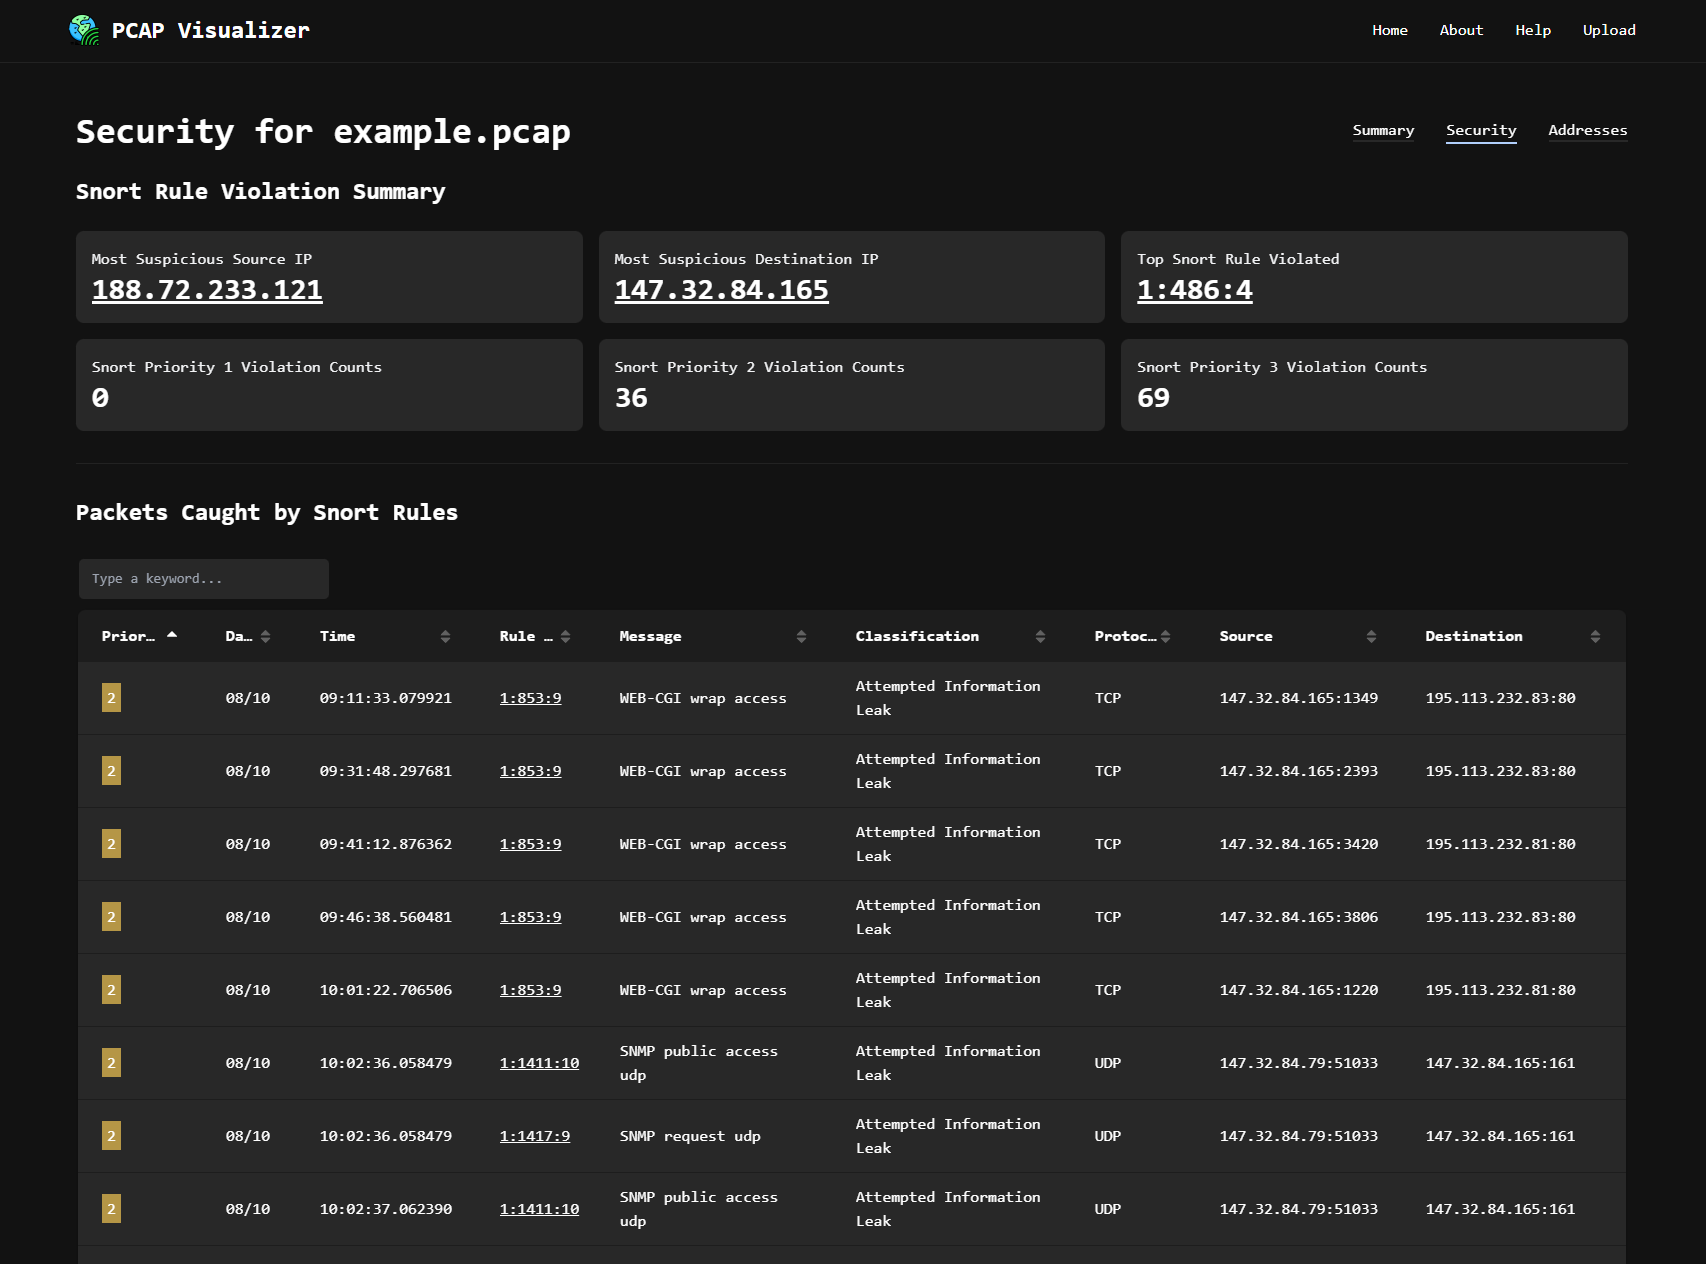 PCAP Visualizer
Home About Help Upload
Security for example.pcap
Summary Security Addresses
Snort Rule Violation Summary
Most Suspicious Source IP
188.72.233.121
Most Suspicious Destination IP
147.32.84.165
Top Snort Rule Violated
1:486:4
Snort Priority 1 Violation Counts
0
Snort Priority 2 Violation Counts
36
Snort Priority 3 Violation Counts
69
Packets Caught by Snort Rules
Type a keyword...
Prior… Da… Time Rule … Message Classification Protoc… Source Destination
2 08/10 09:11:33.079921 1:853:9 WEB-CGI wrap access Attempted Information
Leak TCP 147.32.84.165:1349 195.113.232.83:80
2 08/10 09:31:48.297681 1:853:9 WEB-CGI wrap access Attempted Information
Leak TCP 147.32.84.165:2393 195.113.232.83:80
2 08/10 09:41:12.876362 1:853:9 WEB-CGI wrap access Attempted Information
Leak TCP 147.32.84.165:3420 195.113.232.81:80
2 08/10 09:46:38.560481 1:853:9 WEB-CGI wrap access Attempted Information
Leak TCP 147.32.84.165:3806 195.113.232.83:80
2 08/10 10:01:22.706506 1:853:9 WEB-CGI wrap access Attempted Information
Leak TCP 147.32.84.165:1220 195.113.232.81:80
2 08/10 10:02:36.058479 1:1411:10 SNMP public access
udp Attempted Information
Leak UDP 147.32.84.79:51033 147.32.84.165:161
2 08/10 10:02:36.058479 1:1417:9 SNMP request udp Attempted Information
Leak UDP 147.32.84.79:51033 147.32.84.165:161
2 08/10 10:02:37.062390 1:1411:10 SNMP public access
udp Attempted Information
Leak UDP 147.32.84.79:51033 147.32.84.165:161